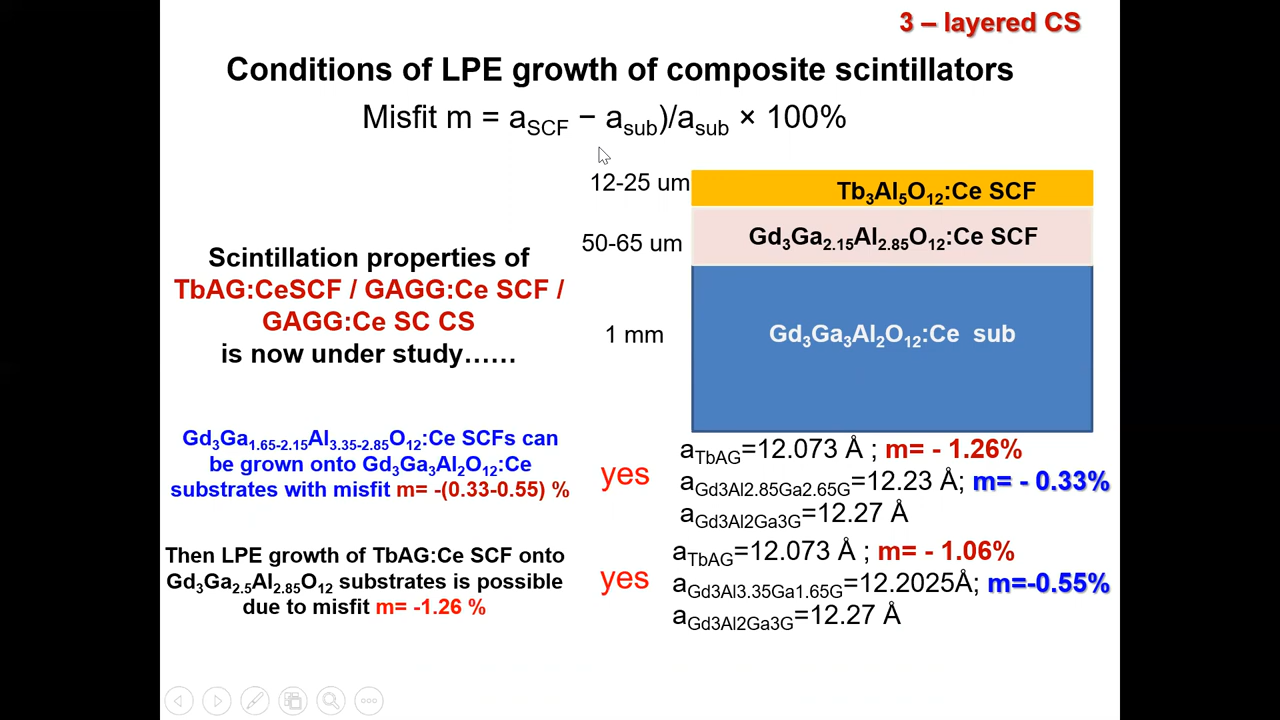 3 – layered CS
Conditions of LPE growth of composite scintillators
Misfit m = aSCF − asub)/asub × 100%
12-25 um
Tb3Al5O12:Ce SCF
50-65 um
Gd3Ga2.15Al2.85O12:Ce SCF
1 mm
Gd3Ga3Al2O12:Ce sub
Scintillation properties of
TbAG:CeSCF / GAGG:Ce SCF /
GAGG:Ce SC CS
is now under study……
Gd3Ga1.65-2.15Al3.35-2.85O12:Ce SCFs can
be grown onto Gd3Ga3Al2O12:Ce
substrates with misfit m= -(0.33-0.55) %
yes
aTbAG=12.073 Å ; m= - 1.26%
aGd3Al2.85Ga2.65G=12.23 Å; m= - 0.33%
aGd3Al2Ga3G=12.27 Å
Then LPE growth of TbAG:Ce SCF onto
Gd3Ga2.5Al2.85O12 substrates is possible
due to misfit m= -1.26 %
yes
aTbAG=12.073 Å ; m= - 1.06%
aGd3Al3.35Ga1.65G=12.2025Å; m=-0.55%
aGd3Al2Ga3G=12.27 Å